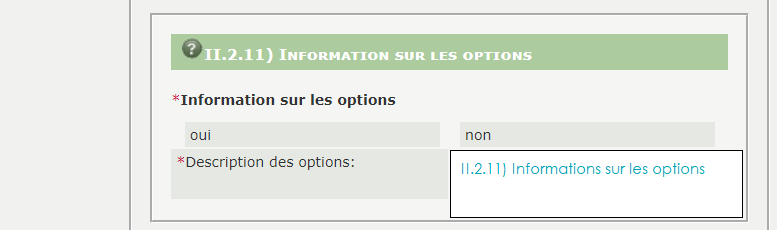 II.2.11) Information sur les options
*Information sur les options
oui non
*Description des options: II.2.11) Informations sur les options